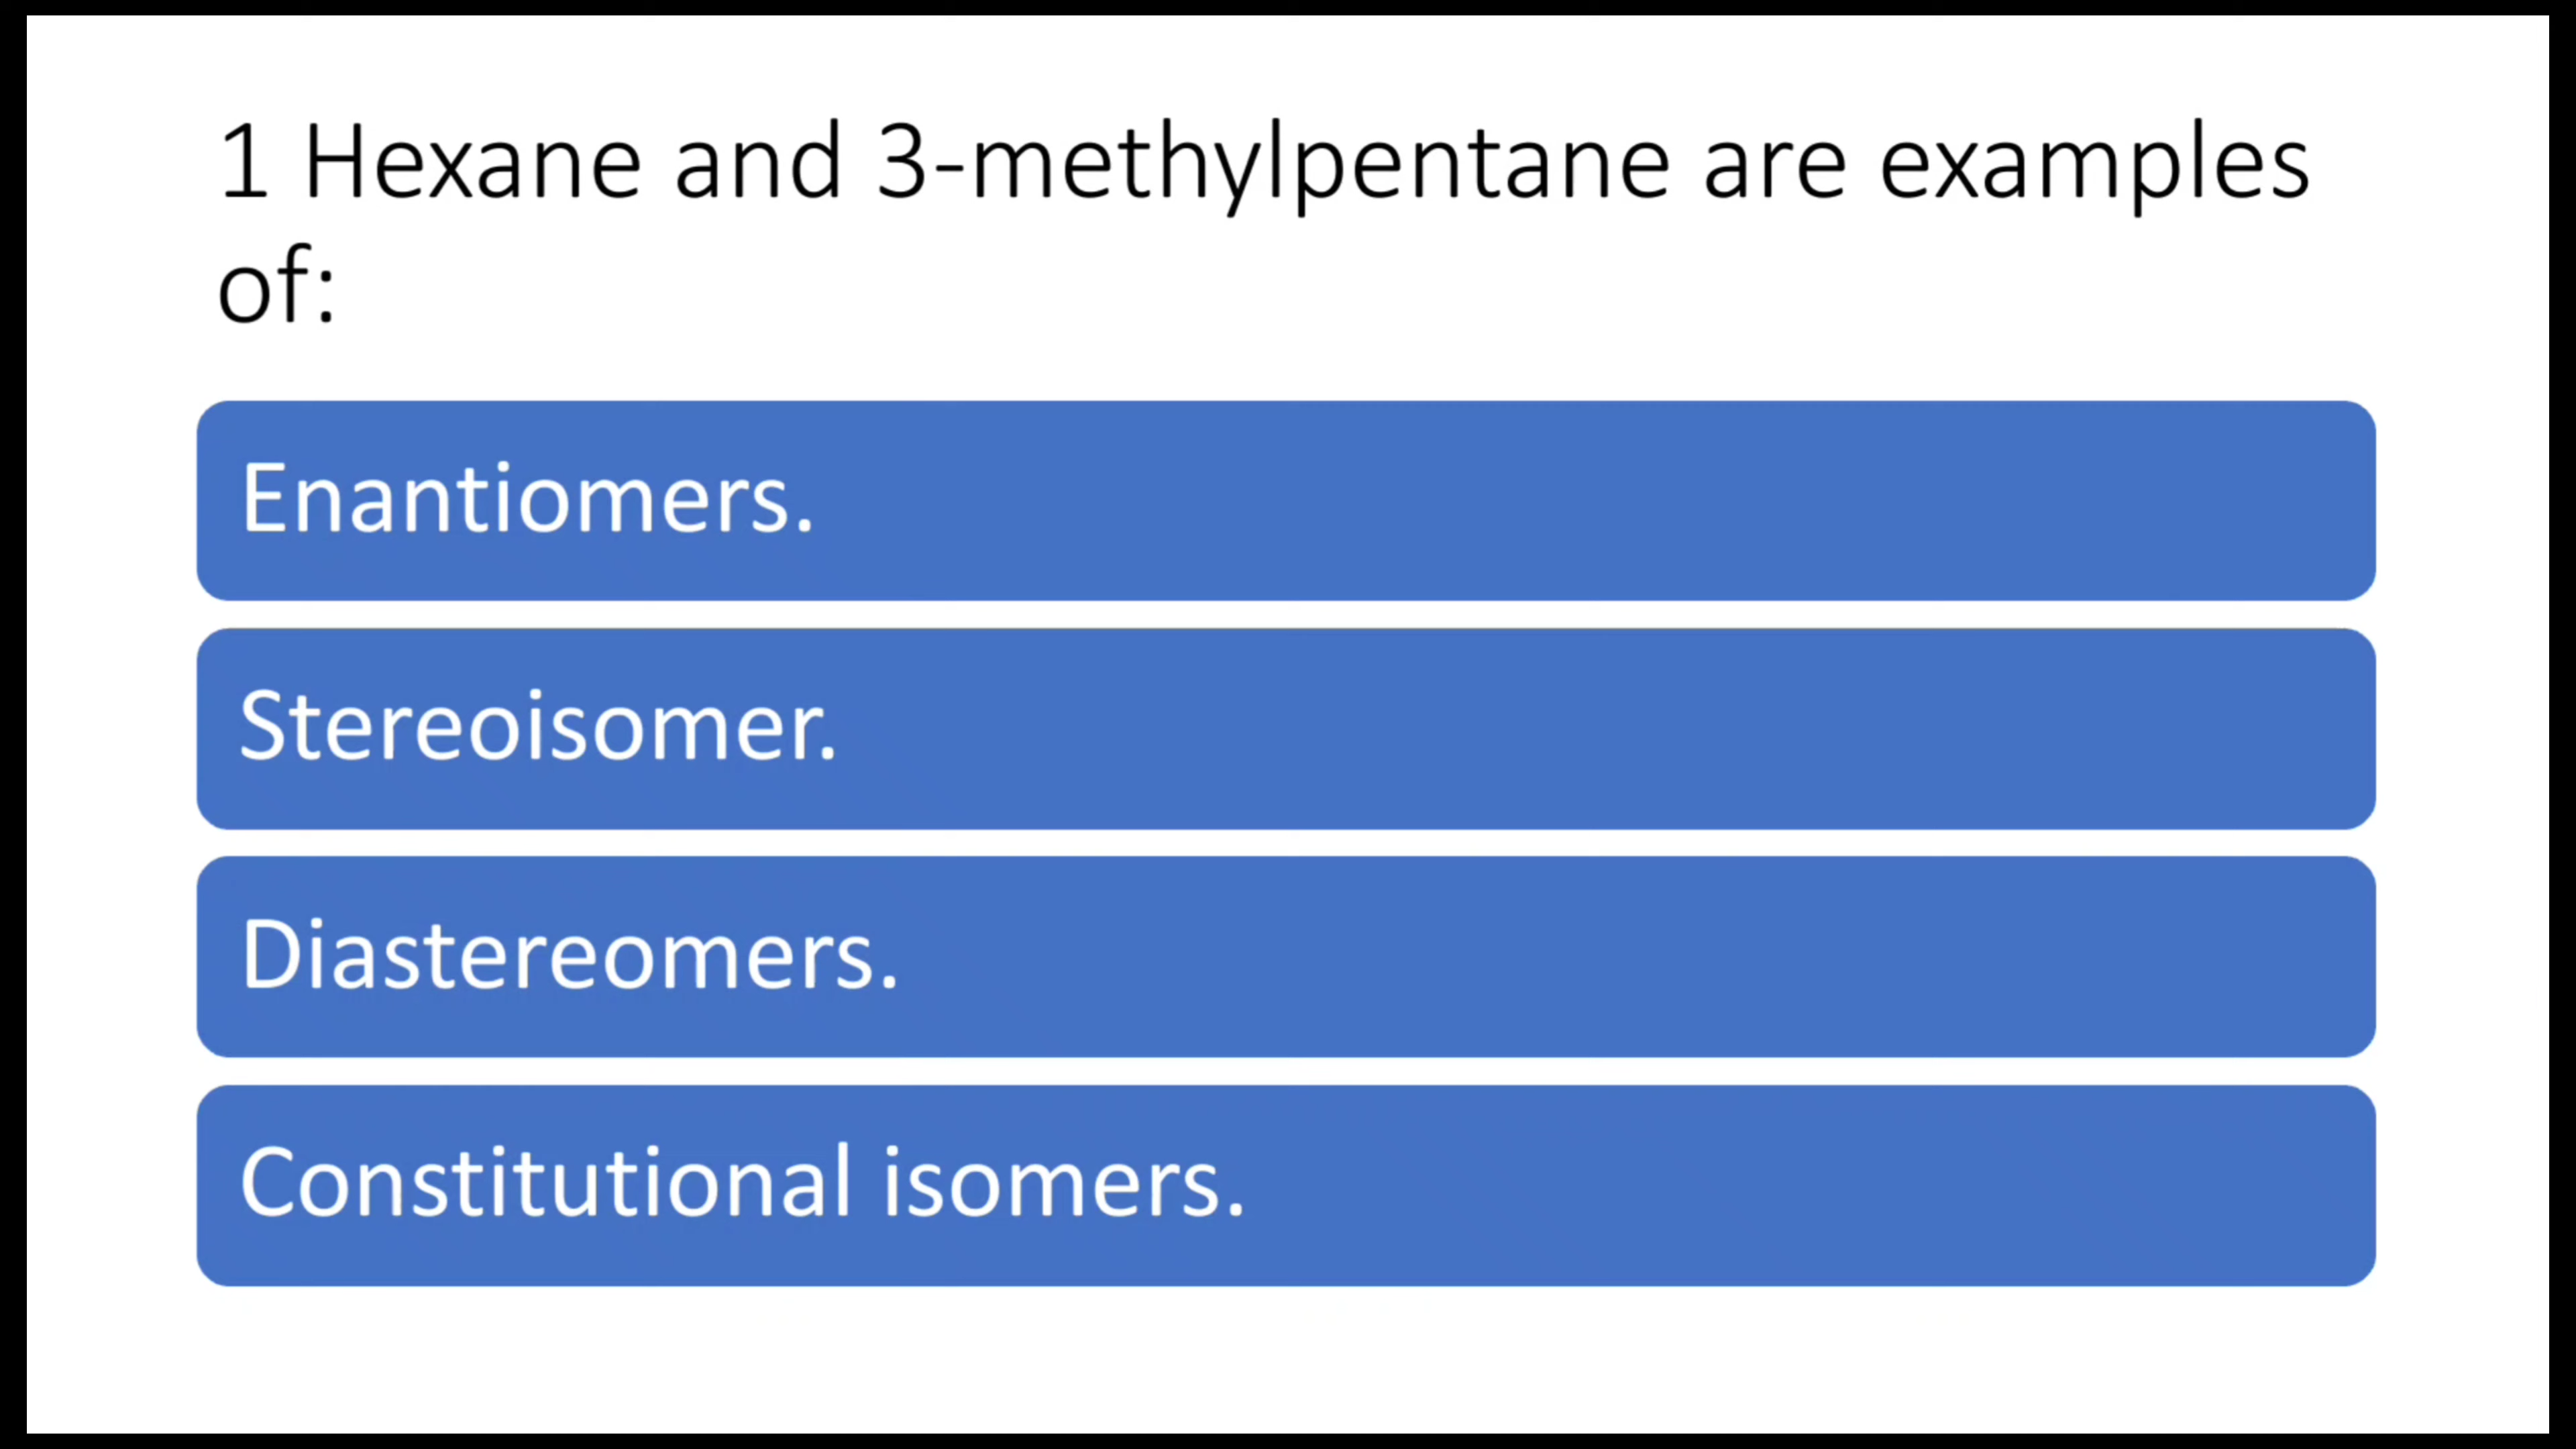 1 Hexane and 3-methylpentane are examples
of:
Enantiomers.
Stereoisomer.
Diastereomers.
Constitutional isomers.